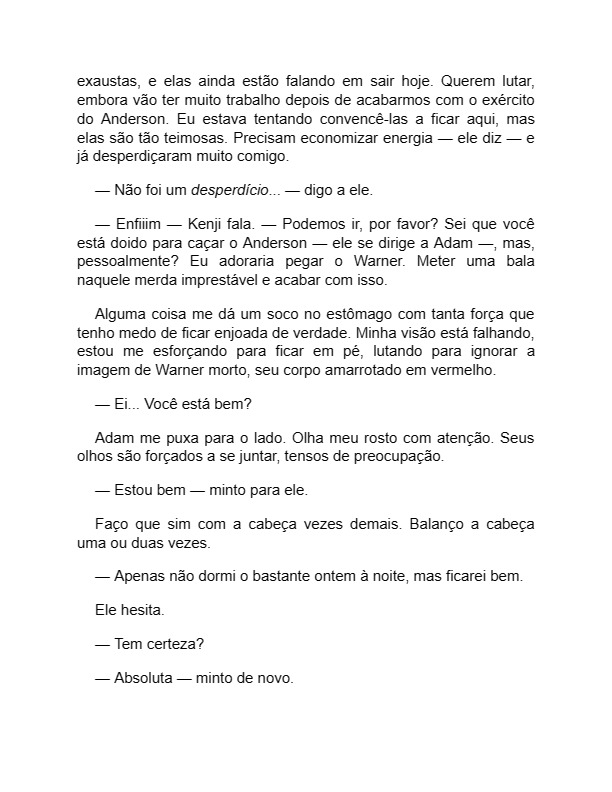 exaustas, e elas ainda estão falando em sair hoje. Querem lutar,
embora vão ter muito trabalho depois de acabarmos com o exército
do Anderson. Eu estava tentando convencê-las a ficar aqui, mas
elas são tão teimosas. Precisam economizar energia — ele diz — e
já desperdiçaram muito comigo.
— Não foi um desperdício... — digo a ele.
— Enfiiim — Kenji fala. — Podemos ir, por favor? Sei que você
está doido para caçar o Anderson — ele se dirige a Adam —, mas,
pessoalmente? Eu adoraria pegar o Warner. Meter uma bala
naquele merda imprestável e acabar com isso.
Alguma coisa me dá um soco no estômago com tanta força que
tenho medo de ficar enjoada de verdade. Minha visão está falhando,
estou me esforçando para ficar em pé, lutando para ignorar a
imagem de Warner morto, seu corpo amarrotado em vermelho.
— Ei... Você está bem?
Adam me puxa para o lado. Olha meu rosto com atenção. Seus
olhos são forçados a se juntar, tensos de preocupação.
— Estou bem — minto para ele.
Faço que sim com a cabeça vezes demais. Balanço a cabeça
uma ou duas vezes.
— Apenas não dormi o bastante ontem à noite, mas ficarei bem.
Ele hesita.
— Tem certeza?
— Absoluta — minto de novo.